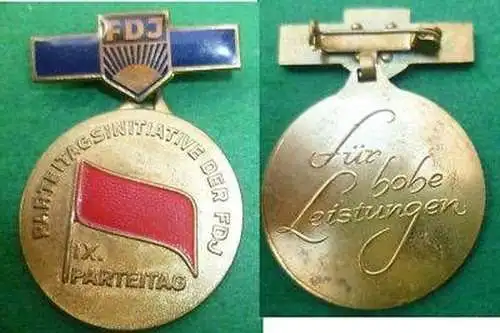 FDJ
PARTEITAGSINITIATIVE DER FDJ
IX.
PARTEITAG
Für
hohe
Leistungen